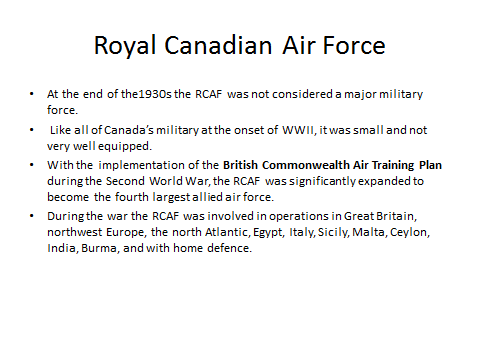 Royal Canadian Air Force
• At the end of the1930s the RCAF was not considered a major military
force.
• Like all of Canada's military at the onset of WWII, it was small and not
very well equipped.
• With the implementation of the British Commonwealth Air Training Plan
during the Second World War, the RCAF was significantly expanded to
become the fourth largest allied air force.
• During the war the RCAF was involved in operations in Great Britain,
northwest Europe, the north Atlantic, Egypt, Italy, Sicily, Malta, Ceylon,
India, Burma, and with home defence.